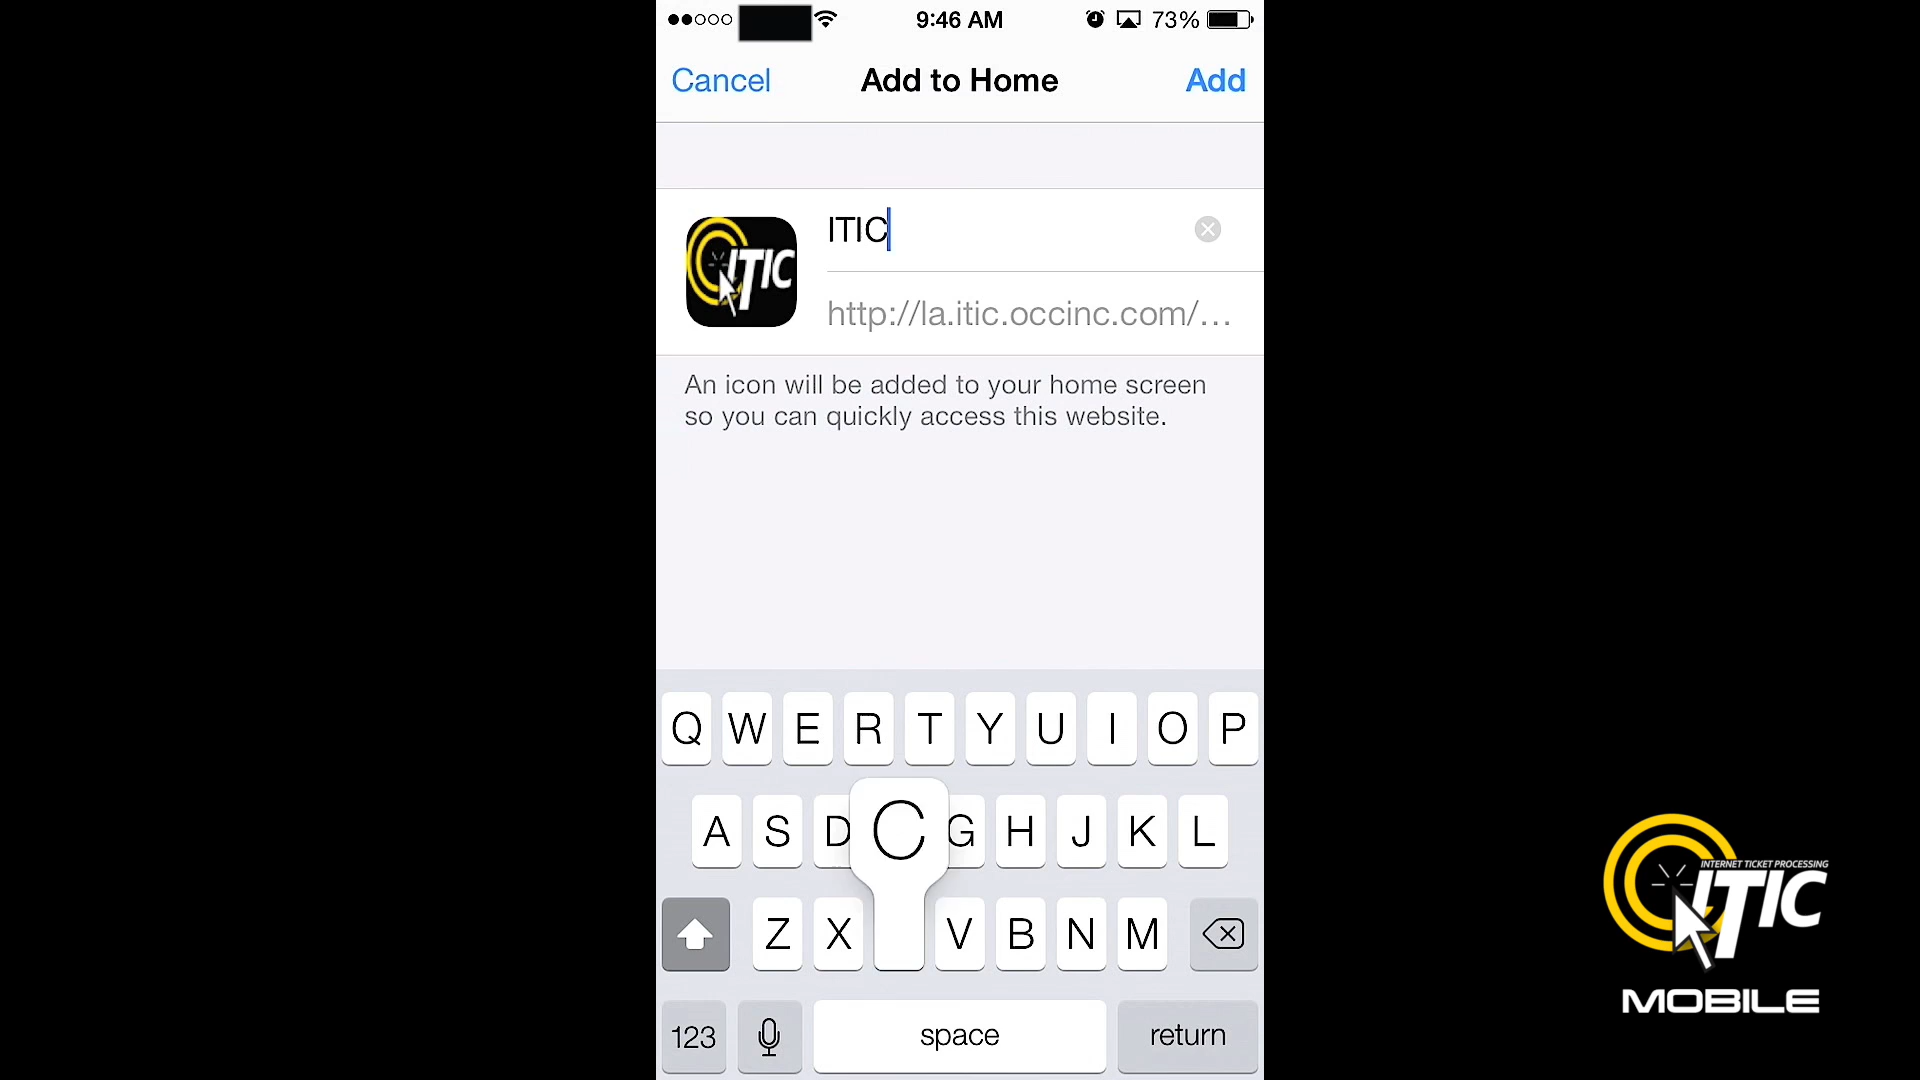 9:46 AM
73%
Cancel
Add to Home
Add
ITIC
ITIC
http://la.itic.occinc.com/...
An icon will be added to your home screen
so you can quickly access this website.
Q W E R T Y U I O P
A S D C G H J K L
Z X V B N M
123
space
return
INTERNET TICKET PROCESSING
ITIC
MOBILE